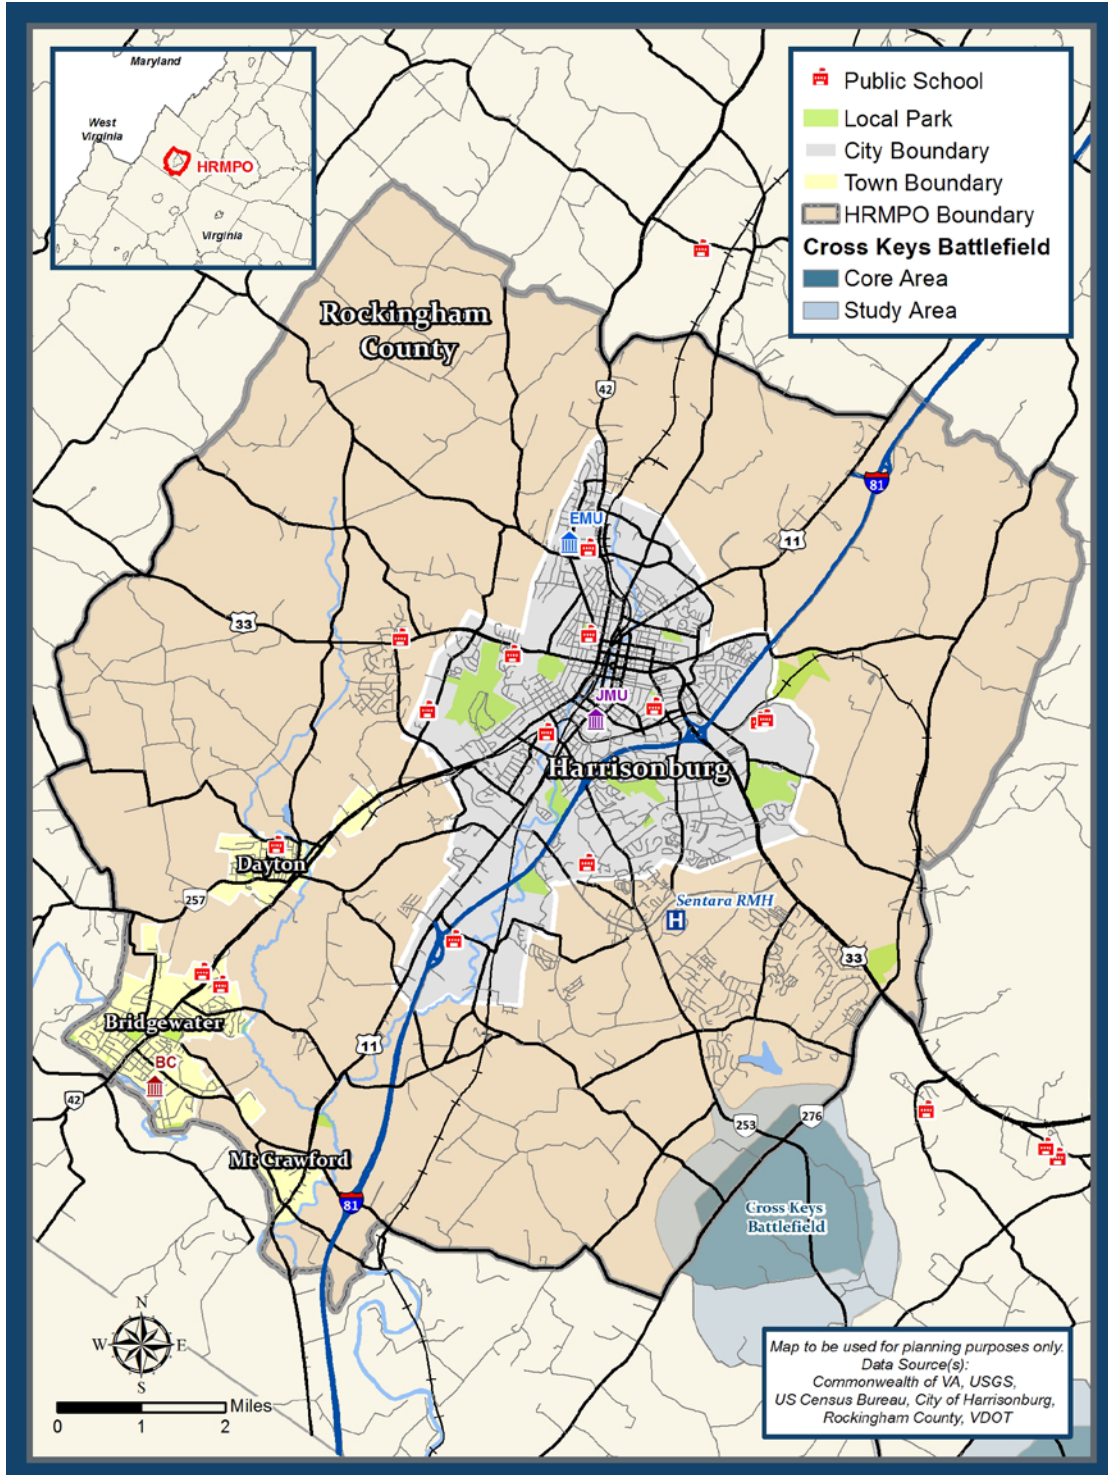 Maryland
West
Virginia
HRMPO
Virginia
Public School
Local Park
City Boundary
Town Boundary
HRMPO Boundary
Cross Keys Battlefield
Core Area
Study Area
Rockingham
County
42
81
EMU
11
33
JMU
Harrisonburg
Dayton
257
Sentara RMH
H
33
Bridgewater
11
BC
42
253
276
Mt Crawford
81
Cross Keys
Battlefield
N
W
E
S
Miles
0
1
2
Map to be used for planning purposes only.
Data Source(s):
Commonwealth of VA, USGS,
US Census Bureau, City of Harrisonburg,
Rockingham County, VDOT